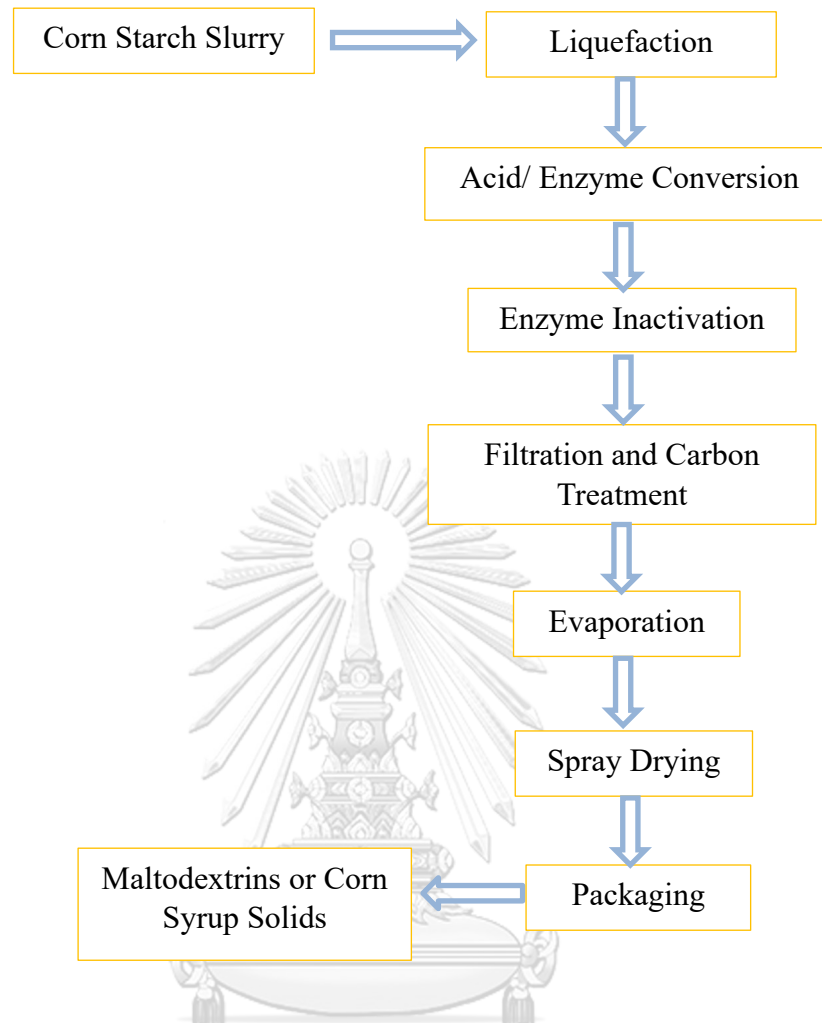 Corn Starch Slurry
Liquefaction
Acid/ Enzyme Conversion
Enzyme Inactivation
Filtration and Carbon
Treatment
Evaporation
Spray Drying
Packaging
Maltodextrins or Corn
Syrup Solids